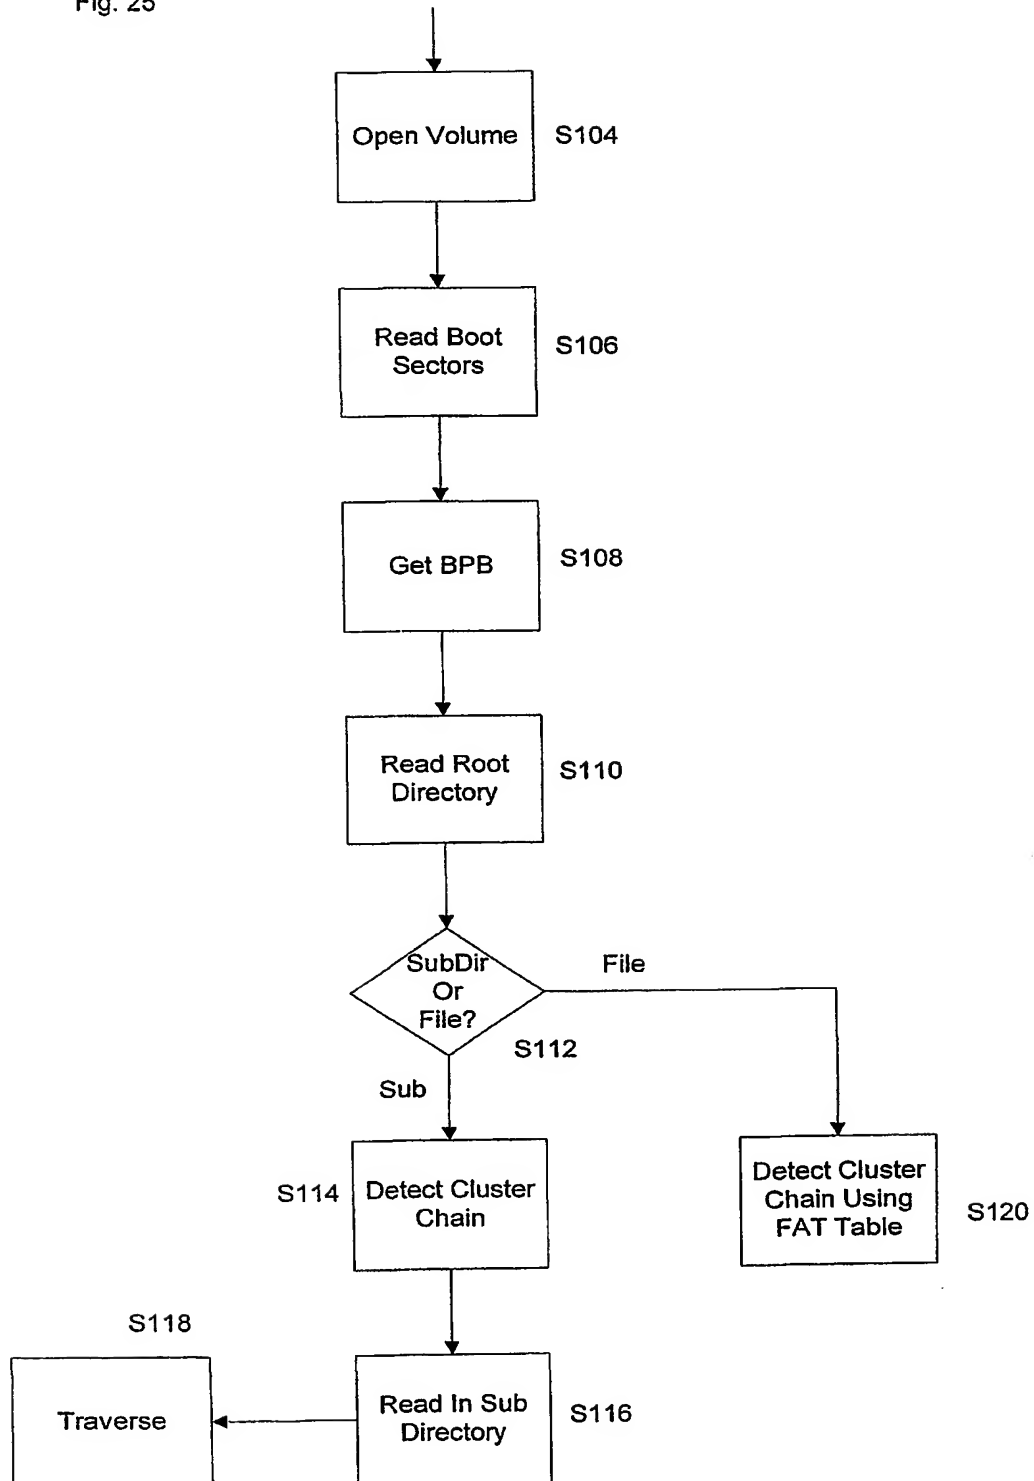 Fig. 25
Open Volume
S104
Read Boot
Sectors
S106
Get BPB
S108
Read Root
Directory
S110
SubDir
Or
File?
File
S112
Sub
S114
Detect Cluster
Chain
Detect Cluster
Chain Using
FAT Table
S120
S118
Traverse
Read In Sub
Directory
S116